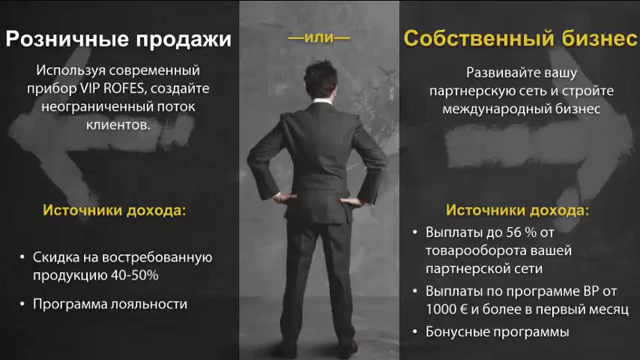 Розничные продажи
Используя современный
прибор VIP ROFES, создайте
неограниченный поток
клиентов.
Источники дохода:
• Скидка на востребованную
продукцию 40-50%
• Программа лояльности
—или—
Собственный бизнес
Развивайте вашу
партнерскую сеть и стройте
международный бизнес
Источники дохода:
• Выплаты до 56 % от
товарооборота вашей
партнерской сети
• Выплаты по программе ВР от
1000 € и более в первый месяц
• Бонусные программы